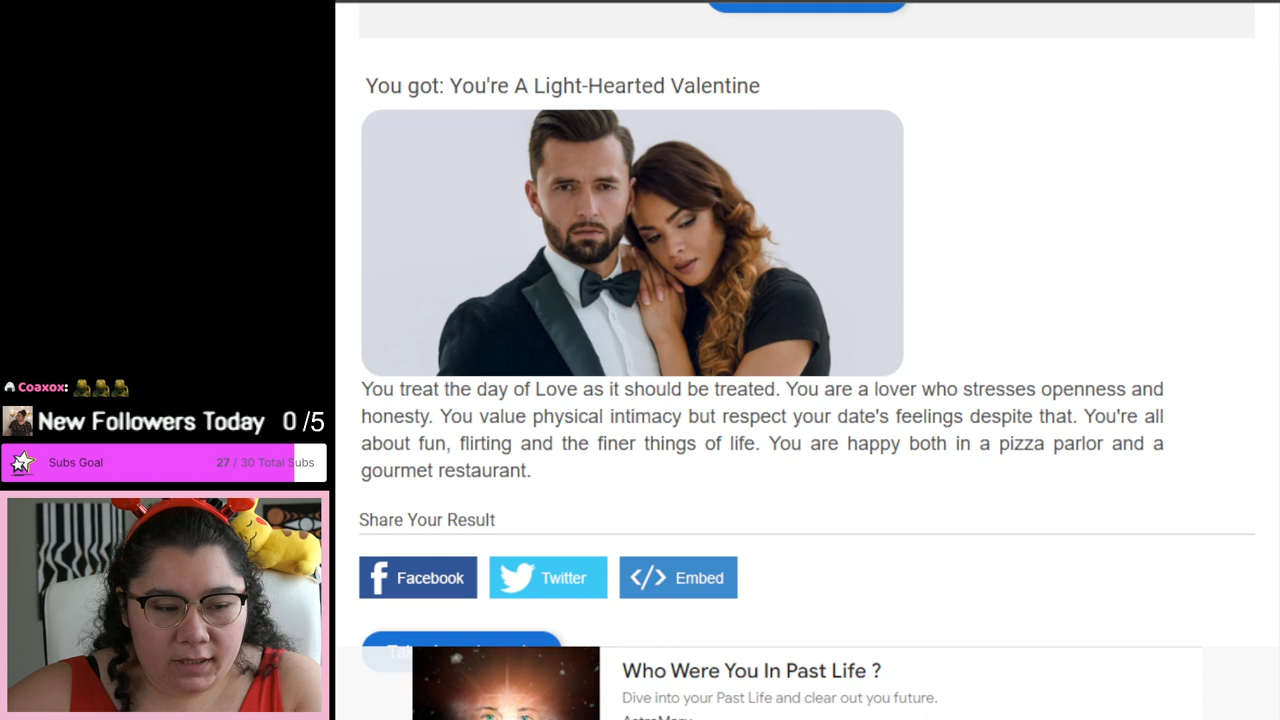 You got: You're A Light-Hearted Valentine
You treat the day of Love as it should be treated. You are a lover who stresses openness and
honesty. You value physical intimacy but respect your date's feelings despite that. You're all
about fun, flirting and the finer things of life. You are happy both in a pizza parlor and a
gourmet restaurant.
Share Your Result
Facebook
Twitter
Embed
Who Were You In Past Life ?
Dive into your Past Life and clear out you future.
Coaxox:
New Followers Today 0 /5
Subs Goal
27 / 30 Total Subs